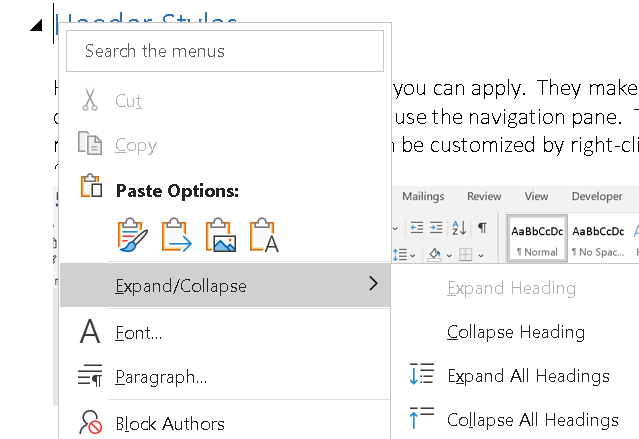 Header Styles
Search the menus
you can apply. They make
Cut
use the navigation pane.
Copy
be customized by right-cli
Paste Options:
Mailings Review View Developer
AaBbCcDc AaBbCcDc
¶ Normal ¶ No Spac...
Expand/Collapse
Expand Heading
Font...
Collapse Heading
Paragraph...
Expand All Headings
Block Authors
Collapse All Headings